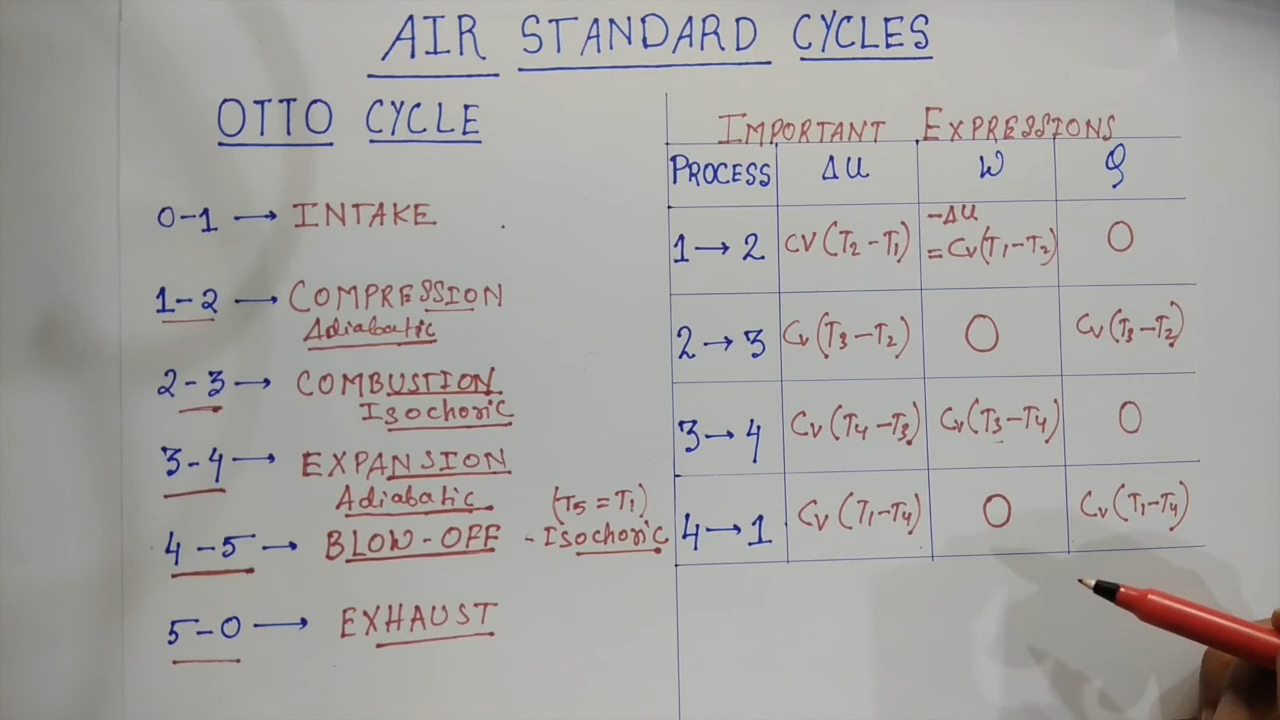 AIR STANDARD CYCLES
OTTO CYCLE
0-1 → INTAKE
1-2 → COMPRESSION
Adiabatic
2-3 → COMBUSTION
Isochoric
3-4 → EXPANSION
Adiabatic
(T5 = T1)
4-5 → BLOW-OFF - Isochoric
5-0 → EXHAUST
IMPORTANT EXPRESSIONS
PROCESS ΔU W Q
-ΔU
1→2 CV(T2-T1) =Cv(T1-T2) 0
2→3 Cv(T3-T2) 0 Cv(T3-T2)
3→4 Cv(T4-T3) Cv(T3-T4) 0
4→1 Cv(T1-T4) 0 Cv(T1-T4)